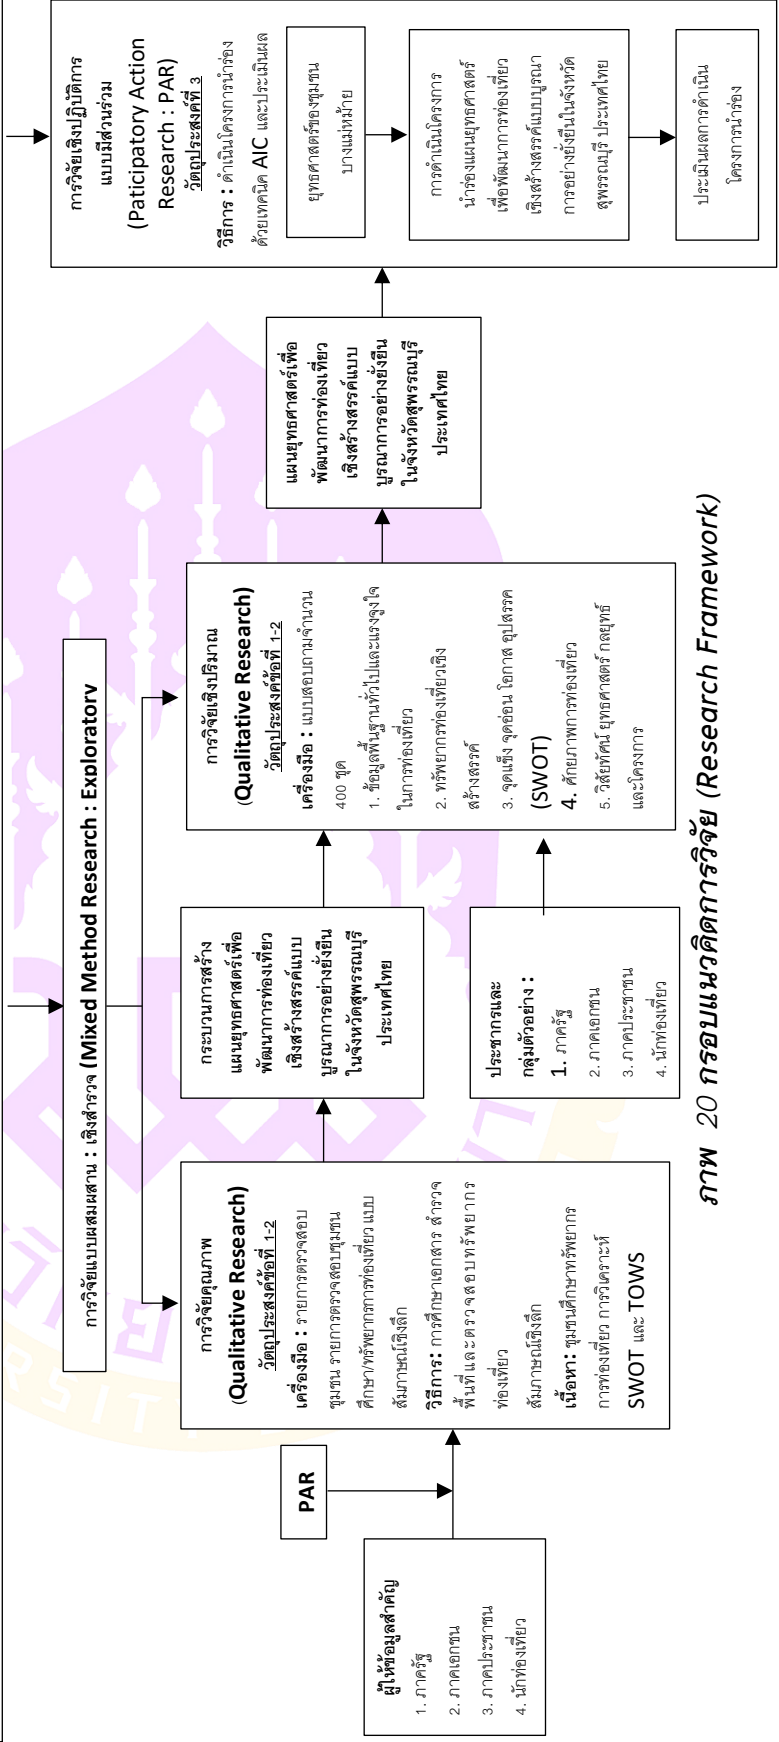 การวิจัยแบบผสมผสาน : เชิงสำรวจ (Mixed Method Research : Exploratory
ผู้ให้ข้อมูลสำคัญ
1. ภาครัฐ
2. ภาคเอกชน
3. ภาคประชาชน
4. นักท่องเที่ยว
PAR
การวิจัยคุณภาพ
(Qualitative Research)
วัตถุประสงค์ข้อที่ 1-2
เครื่องมือ : รายการตรวจสอบ
ชุมชน รายการตรวจสอบชุมชน
ศึกษา/ทรัพยากรการท่องเที่ยว แบบ
สัมภาษณ์เชิงลึก
วิธีการ: การศึกษาเอกสาร สำรวจ
พื้นที่และตรวจสอบทรัพยากร
ท่องเที่ยว
สัมภาษณ์เชิงลึก
เนื้อหา: ชุมชนศึกษาทรัพยากร
การท่องเที่ยว การวิเคราะห์
SWOT และ TOWS
กระบวนการสร้าง
แผนยุทธศาสตร์เพื่อ
พัฒนาการท่องเที่ยว
เชิงสร้างสรรค์แบบ
บูรณาการอย่างยั่งยืน
ในจังหวัดสุพรรณบุรี
ประเทศไทย
ประชากรและ
กลุ่มตัวอย่าง :
1. ภาครัฐ
2. ภาคเอกชน
3. ภาคประชาชน
4. นักท่องเที่ยว
การวิจัยเชิงปริมาณ
(Qualitative Research)
วัตถุประสงค์ข้อที่ 1-2
เครื่องมือ : แบบสอบถามจำนวน
400 ชุด
1. ข้อมูลพื้นฐานทั่วไปและแรงจูงใจ
ในการท่องเที่ยว
2. ทรัพยากรท่องเที่ยวเชิง
สร้างสรรค์
3. จุดแข็ง จุดอ่อน โอกาส อุปสรรค
(SWOT)
4. ศักยภาพการท่องเที่ยว
5. วิสัยทัศน์ ยุทธศาสตร์ กลยุทธ์
และโครงการ
แผนยุทธศาสตร์เพื่อ
พัฒนาการท่องเที่ยว
เชิงสร้างสรรค์แบบ
บูรณาการอย่างยั่งยืน
ในจังหวัดสุพรรณบุรี
ประเทศไทย
การวิจัยเชิงปฏิบัติการ
แบบมีส่วนร่วม
(Paticipatory Action
Research : PAR)
วัตถุประสงค์ที่ 3
วิธีการ : ดำเนินโครงการนำร่อง
ด้วยเทคนิค AIC และประเมินผล
ยุทธศาสตร์ของชุมชน
บางแม่หม้าย
การดำเนินโครงการ
นำร่องแผนยุทธศาสตร์
เพื่อพัฒนาการท่องเที่ยว
เชิงสร้างสรรค์แบบบูรณา
การอย่างยั่งยืนในจังหวัด
สุพรรณบุรี ประเทศไทย
ประเมินผลการดำเนิน
โครงการนำร่อง
ภาพ 20 กรอบแนวคิดการวิจัย (Research Framework)